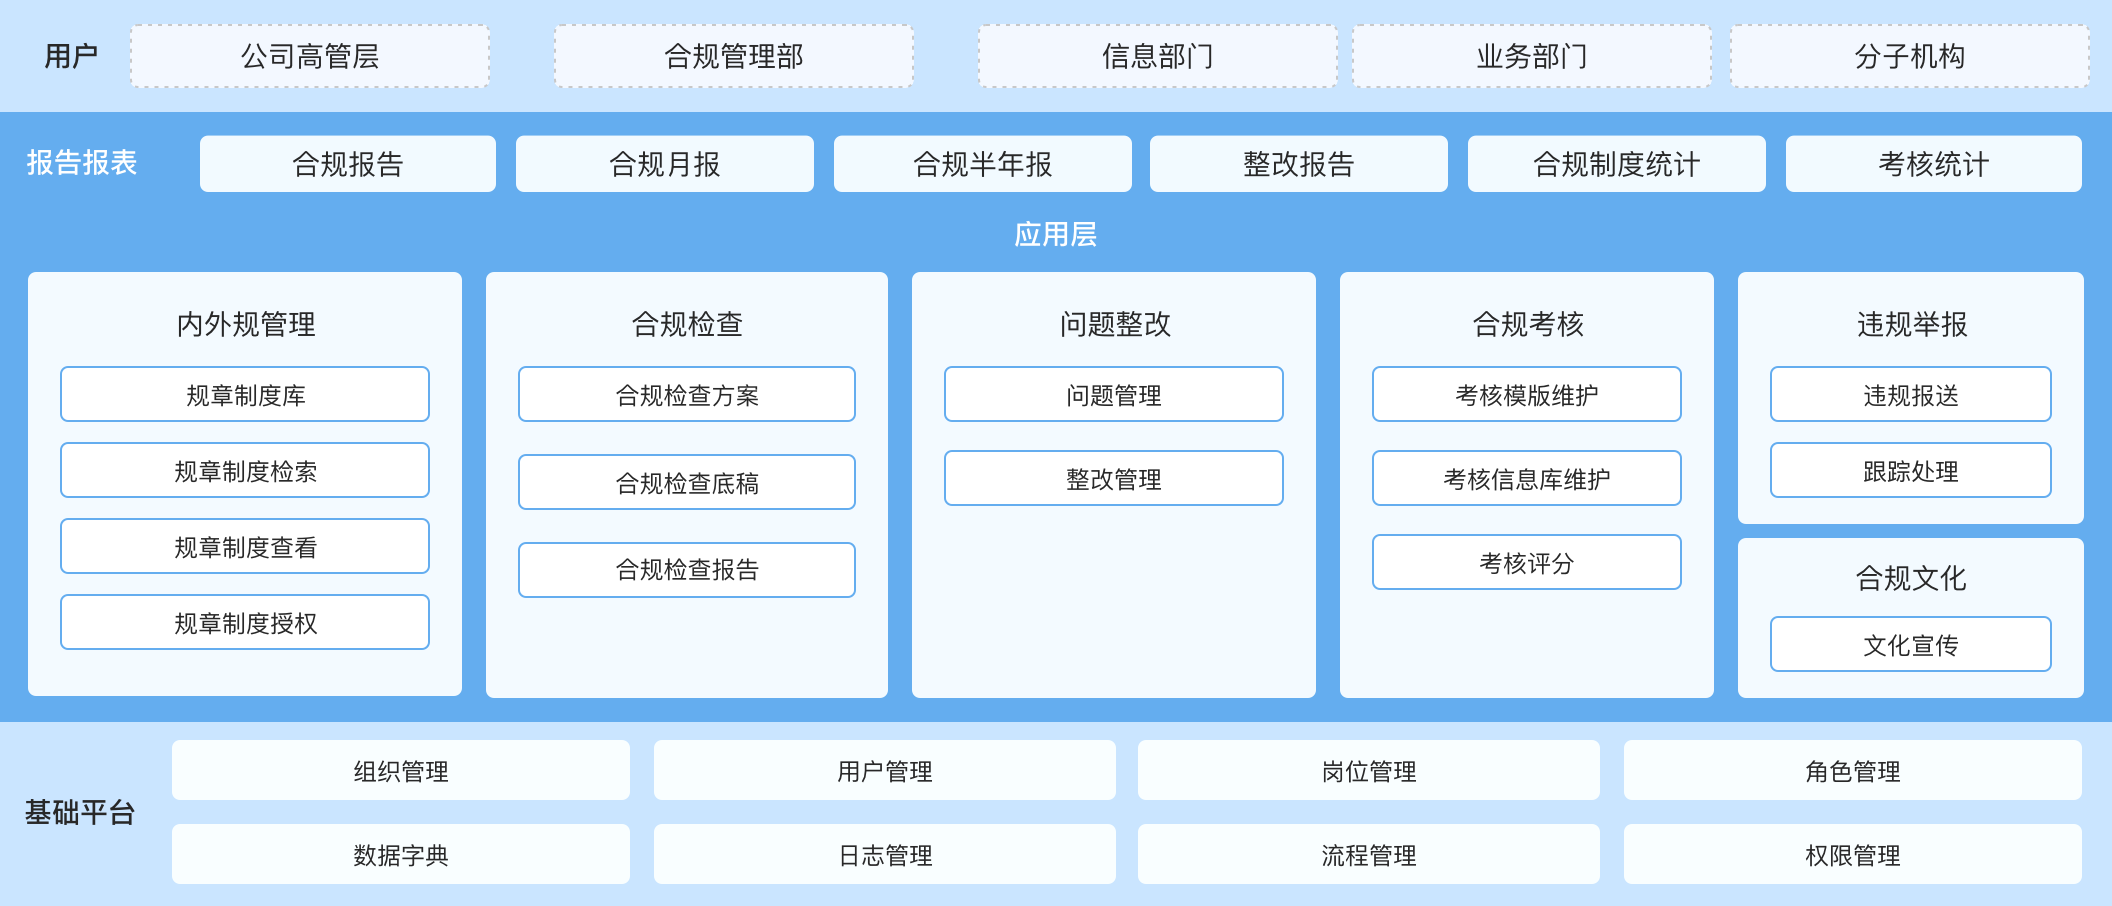 用户
公司高管层
合规管理部
信息部门
业务部门
分子机构
报告报表
合规报告
合规月报
合规半年报
整改报告
合规制度统计
考核统计
应用层
内外规管理
规章制度库
规章制度检索
规章制度查看
规章制度授权
合规检查
合规检查方案
合规检查底稿
合规检查报告
问题整改
问题管理
整改管理
合规考核
考核模版维护
考核信息库维护
考核评分
违规举报
违规报送
跟踪处理
合规文化
文化宣传
基础平台
组织管理
用户管理
岗位管理
角色管理
数据字典
日志管理
流程管理
权限管理